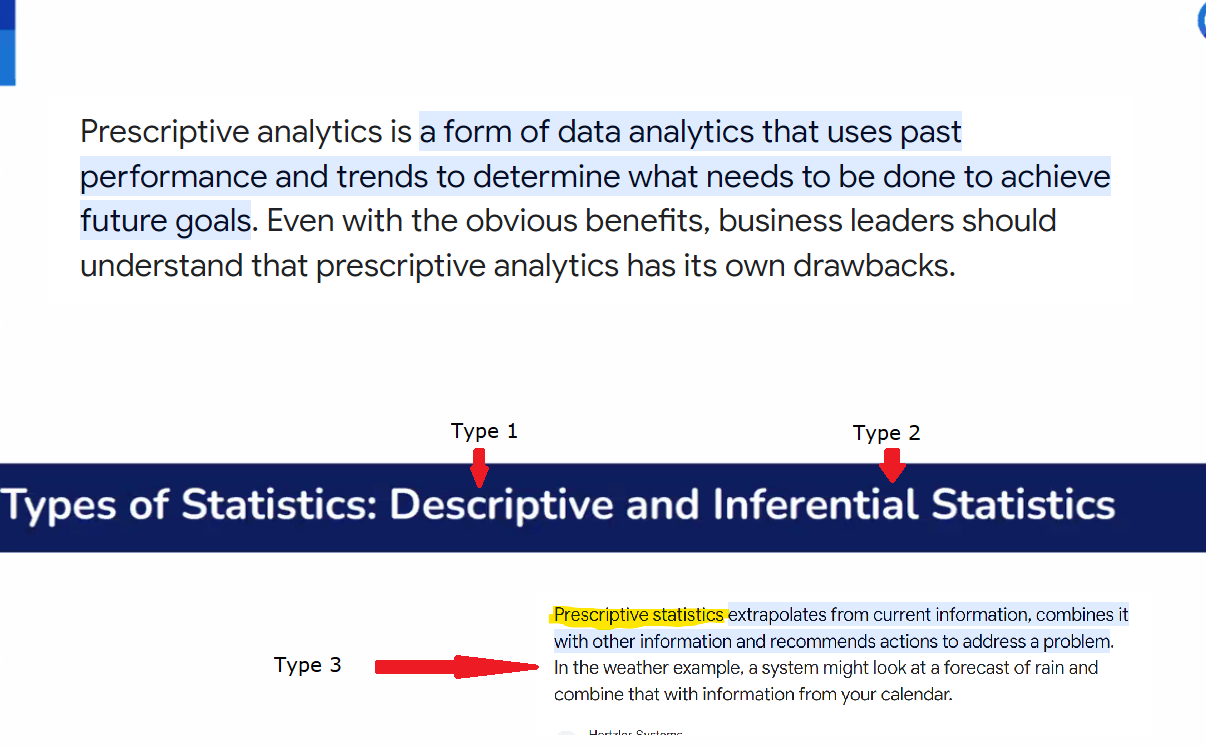 Prescriptive analytics is a form of data analytics that uses past
performance and trends to determine what needs to be done to achieve
future goals. Even with the obvious benefits, business leaders should
understand that prescriptive analytics has its own drawbacks.
Type 1
Type 2
Types of Statistics: Descriptive and Inferential Statistics
Prescriptive statistics extrapolates from current information, combines it
with other information and recommends actions to address a problem.
Type 3
In the weather example, a system might look at a forecast of rain and
combine that with information from your calendar.
Hertzler Systems